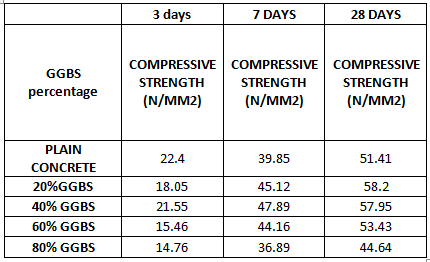 3 days 7 DAYS 28 DAYS
GGBS percentage COMPRESSIVE STRENGTH (N/MM2) COMPRESSIVE STRENGTH (N/MM2) COMPRESSIVE STRENGTH (N/MM2)
PLAIN CONCRETE 22.4 39.85 51.41
20%GGBS 18.05 45.12 58.2
40% GGBS 21.55 47.89 57.95
60% GGBS 15.46 44.16 53.43
80% GGBS 14.76 36.89 44.64